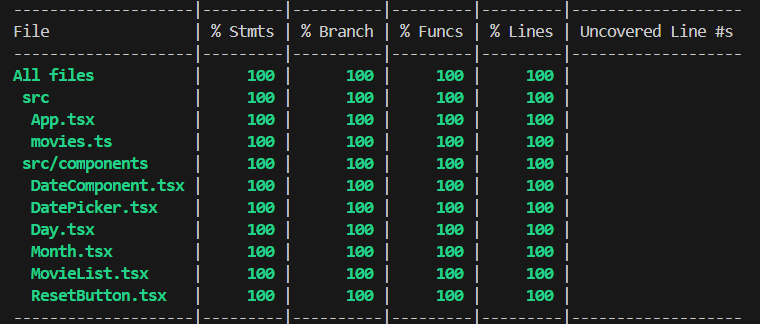 --------------------|---------|----------|---------|---------|-------------------
File                | % Stmts | % Branch | % Funcs | % Lines | Uncovered Line #s
--------------------|---------|----------|---------|---------|-------------------
All files           |     100 |      100 |     100 |     100 |
 src                |     100 |      100 |     100 |     100 |
  App.tsx           |     100 |      100 |     100 |     100 |
  movies.ts         |     100 |      100 |     100 |     100 |
 src/components     |     100 |      100 |     100 |     100 |
  DateComponent.tsx |     100 |      100 |     100 |     100 |
  DatePicker.tsx    |     100 |      100 |     100 |     100 |
  Day.tsx           |     100 |      100 |     100 |     100 |
  Month.tsx         |     100 |      100 |     100 |     100 |
  MovieList.tsx     |     100 |      100 |     100 |     100 |
  ResetButton.tsx   |     100 |      100 |     100 |     100 |
--------------------|---------|----------|---------|---------|-------------------